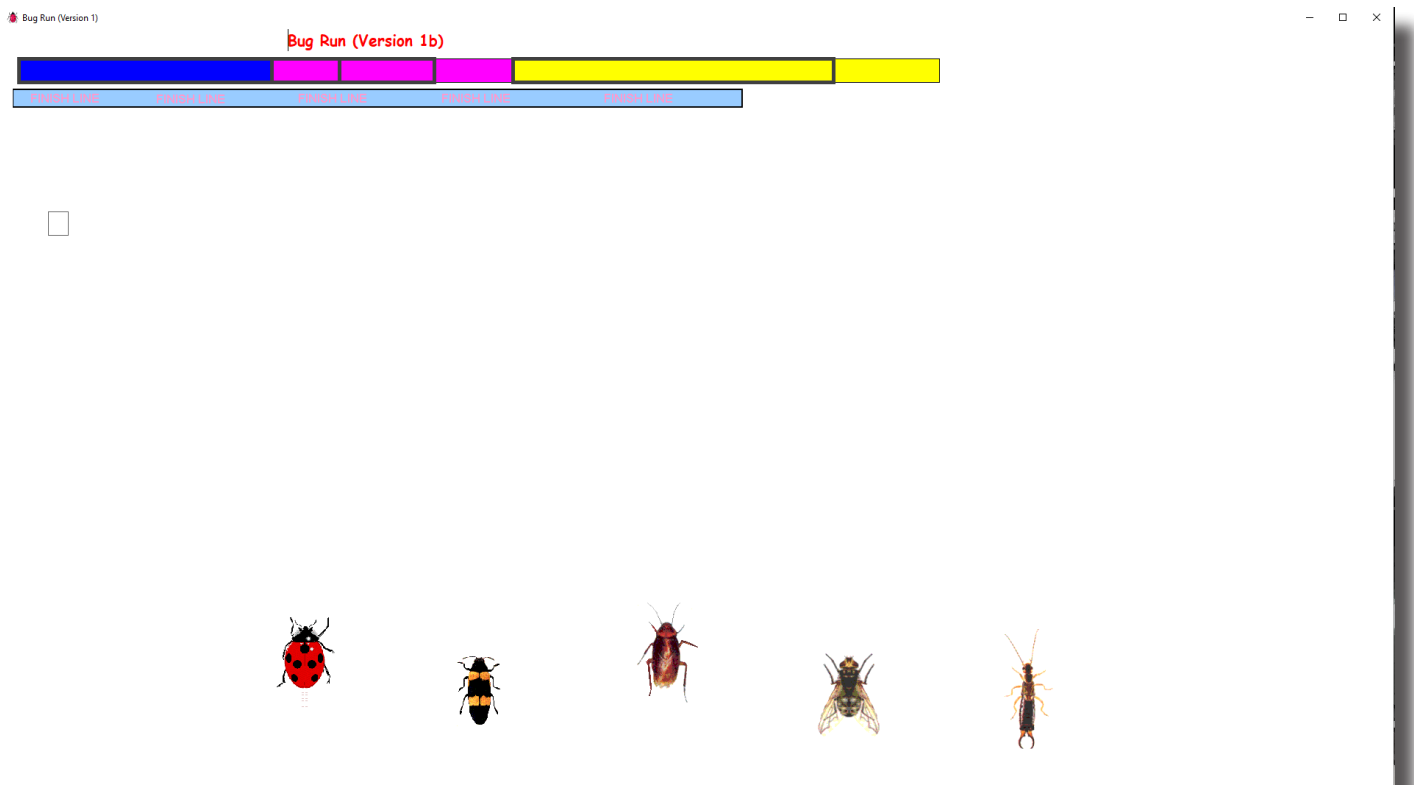 Bug Run (Version 1)
Bug Run (Version 1b)
FINISH LINE FINISH LINE FINISH LINE FINISH LINE FINISH LINE